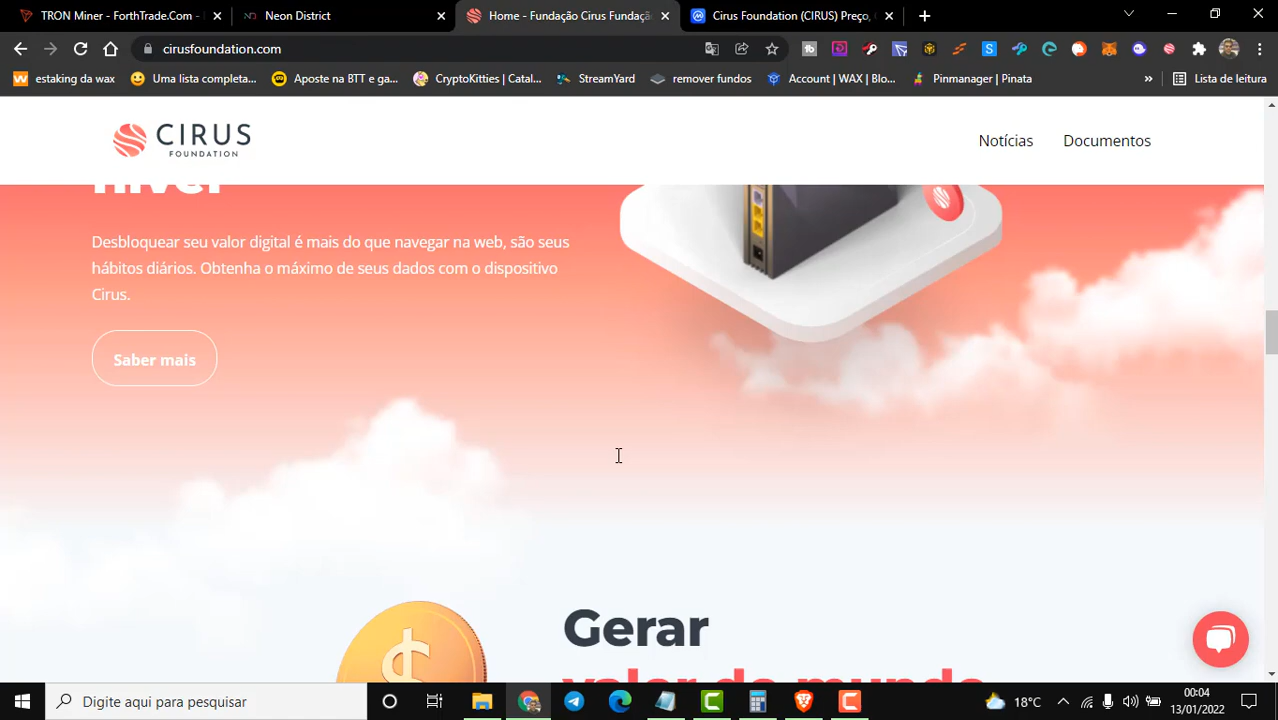 TRON Miner - ForthTrade.Com -
Neon District
Home - Fundação Cirus Fundaçã
Cirus Foundation (CIRUS) Preço,
cirusfoundation.com
estaking da wax
Uma lista completa...
Aposte na BTT e ga...
CryptoKitties | Catal...
StreamYard
remover fundos
Account | WAX | Blo...
Pinmanager | Pinata
»
Lista de leitura
CIRUS
FOUNDATION
Notícias
Documentos
nível
Desbloquear seu valor digital é mais do que navegar na web, são seus
hábitos diários. Obtenha o máximo de seus dados com o dispositivo
Cirus.
Saber mais
Gerar
valor do mundo
Digite aqui para pesquisar
18°C
00:04
13/01/2022